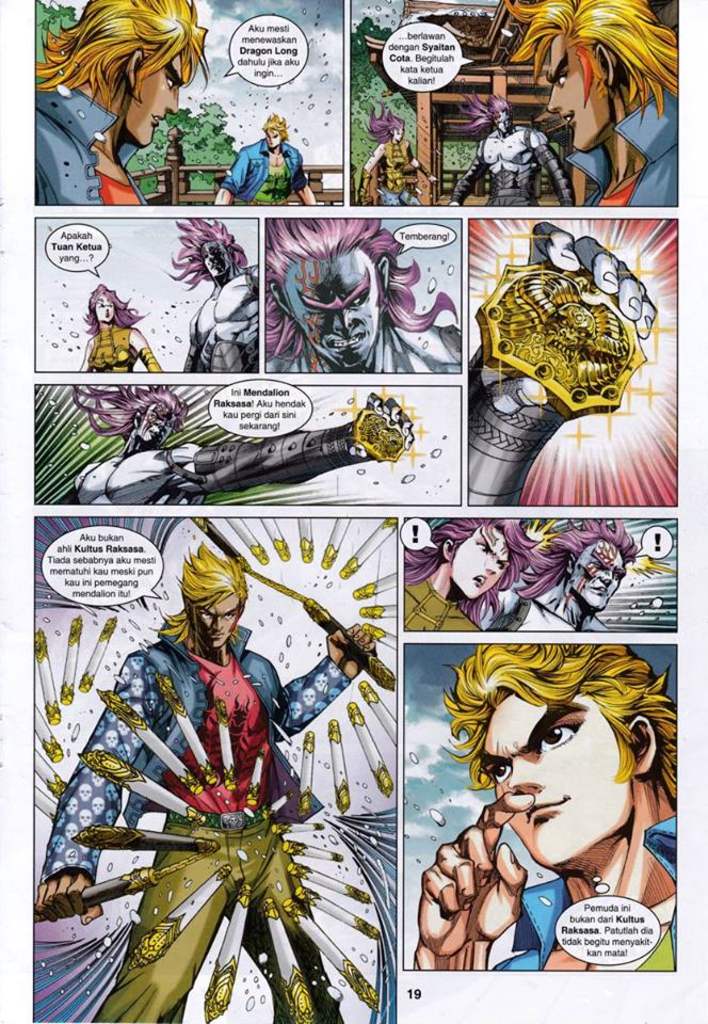 Aku mesti
menewaskan
Dragon Long
dahulu jika aku
ingin...
...berlawan
dengan Syaitan
Cota. Begitulah
kata ketua
kalian!
Apakah
Tuan Ketua
yang...?
Temberang!
Ini Mendalion
Raksasa! Aku hendak
kau pergi dari sini
sekarang!
Aku bukan
ahli Kultus Raksasa.
Tiada sebabnya aku mesti
mematuhi kau meski pun
kau ini pemegang
mendalion itu!
!
!
Pemuda ini
bukan dari Kultus
Raksasa. Patutlah dia
tidak begitu menyakit-
kan mata!
19